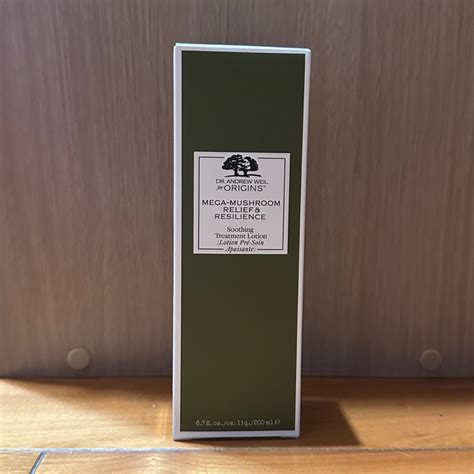 DR. ANDREW WEIL
for ORIGINS™
MEGA-MUSHROOM
RELIEF &
RESILIENCE
Soothing
Treatment Lotion
(Lotion Pré-Soin
Apaisante)
6.7 fl. oz./oz. liq./200 ml ℮